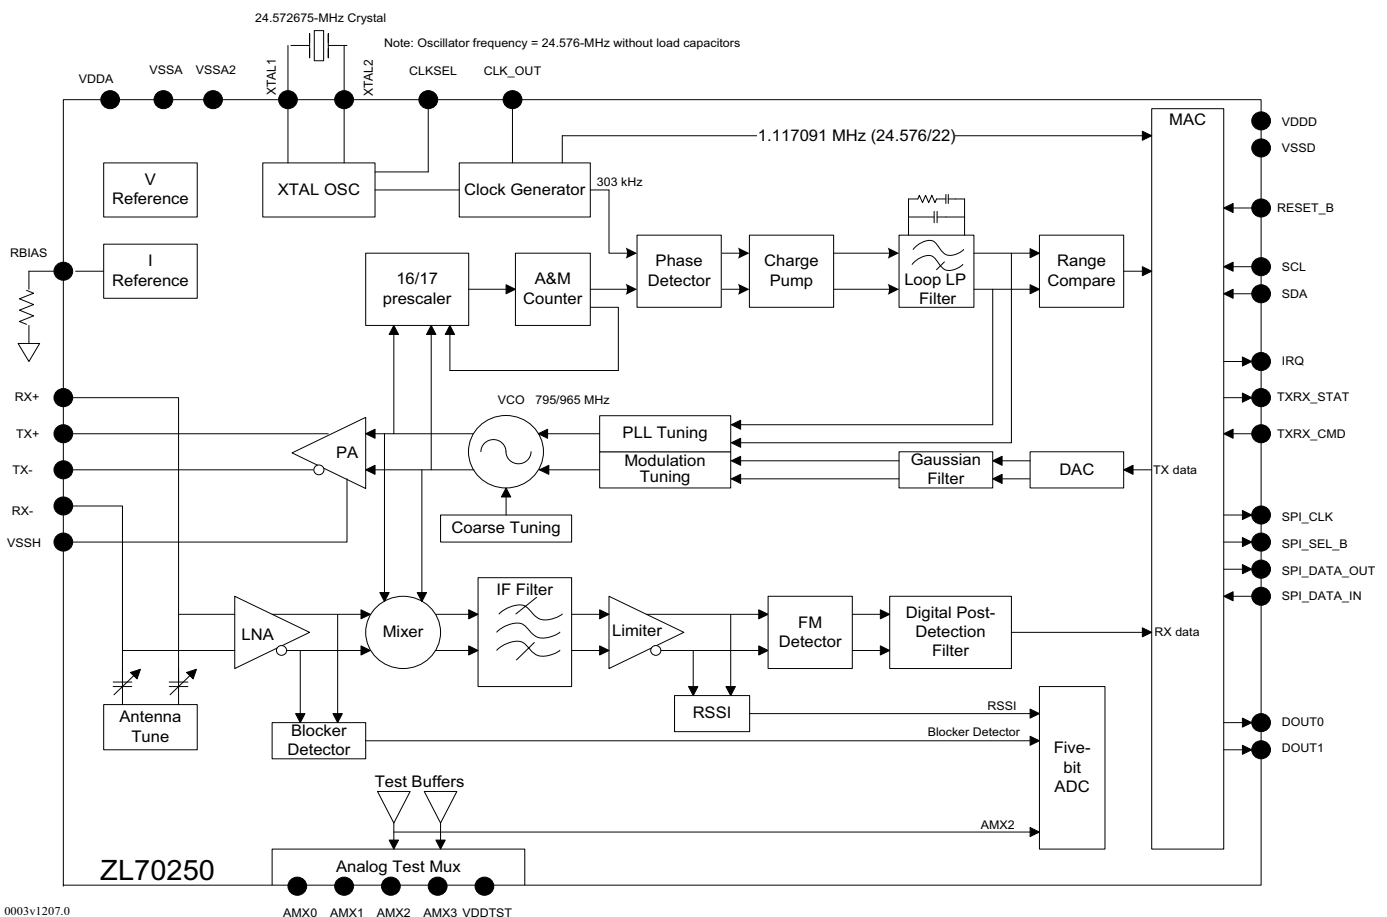 24.572675-MHz Crystal
Note: Oscillator frequency = 24.576-MHz without load capacitors
VDDA
VSSA
VSSA2
XTAL1
XTAL2
CLKSEL
CLK_OUT
MAC
VDDD
VSSD
1.117091 MHz (24.576/22)
V
Reference
XTAL OSC
Clock Generator
303 kHz
RESET_B
RBIAS
I
Reference
16/17
prescaler
A&M
Counter
Phase
Detector
Charge
Pump
Loop LP
Filter
Range
Compare
SCL
SDA
IRQ
RX+
TX+
TX-
RX-
VSSH
PA
VCO 795/965 MHz
PLL Tuning
Modulation
Tuning
Gaussian
Filter
DAC
TX data
TXRX_STAT
TXRX_CMD
Coarse Tuning
SPI_CLK
SPI_SEL_B
SPI_DATA_OUT
SPI_DATA_IN
LNA
Mixer
IF Filter
Limiter
FM
Detector
Digital Post-
Detection
Filter
RX data
Antenna
Tune
Blocker
Detector
RSSI
RSSI
Blocker Detector
Five-
bit
ADC
DOUT0
DOUT1
Test Buffers
AMX2
ZL70250
Analog Test Mux
AMX0
AMX1
AMX2
AMX3
VDDTST
0003v1207.0